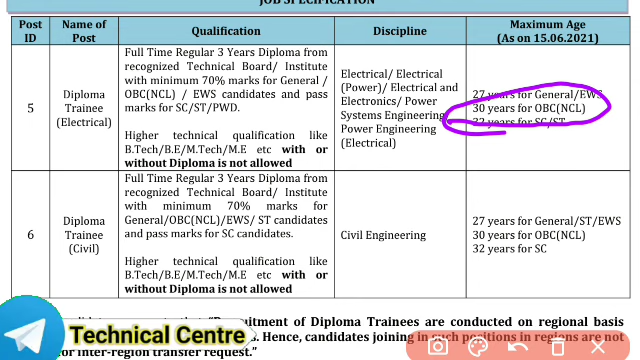 JOB SPECIFICATION
Post ID
Name of Post
Qualification
Discipline
Maximum Age (As on 15.06.2021)
5
Diploma
Trainee
(Electrical)
Full Time Regular 3 Years Diploma from
recognized Technical Board/ Institute
with minimum 70% marks for General /
OBC(NCL) / EWS candidates and pass
marks for SC/ST/PWD.
Higher technical qualification like
B.Tech/B.E/M.Tech/M.E etc with or
without Diploma is not allowed
Electrical/ Electrical
(Power)/ Electrical and
Electronics/ Power
Systems Engineering/
Power Engineering
(Electrical)
27 years for General/EWS
30 years for OBC(NCL)
32 years for SC/ST
6
Diploma
Trainee
(Civil)
Full Time Regular 3 Years Diploma from
recognized Technical Board/ Institute
with minimum 70% marks for
General/OBC(NCL)/EWS/ ST candidates
and pass marks for SC candidates.
Higher technical qualification like
B.Tech/B.E/M.Tech/M.E etc with or
without Diploma is not allowed
Civil Engineering
27 years for General/ST/EWS
30 years for OBC(NCL)
32 years for SC
of Diploma Trainees are conducted on regional basis
Hence, candidates joining in such positions in regions are not
for inter-region transfer request."
Technical Centre